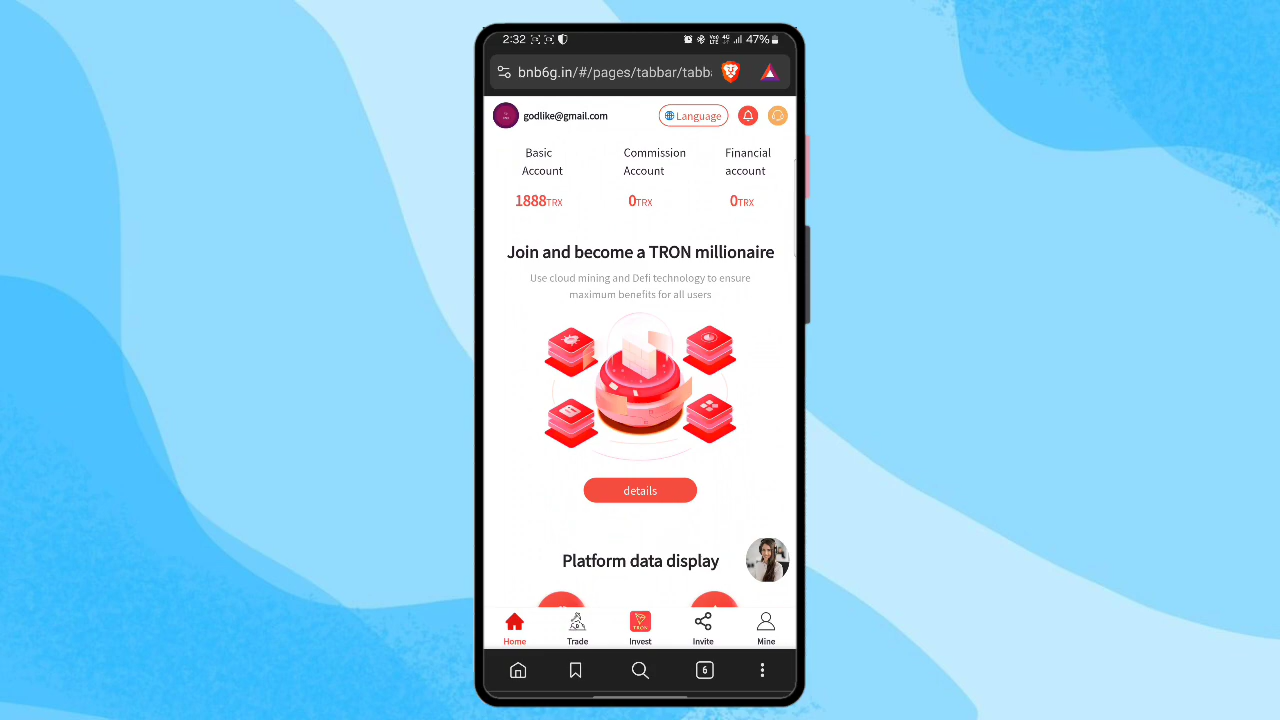 2:32
47%
bnb6g.in/#/pages/tabbar/tabb
godlike@gmail.com
Language
Basic
Account
Commission
Account
Financial
account
1888TRX
0TRX
0TRX
Join and become a TRON millionaire
Use cloud mining and Defi technology to ensure
maximum benefits for all users
details
Platform data display
TRON
Home
Trade
Invest
Invite
Mine
6